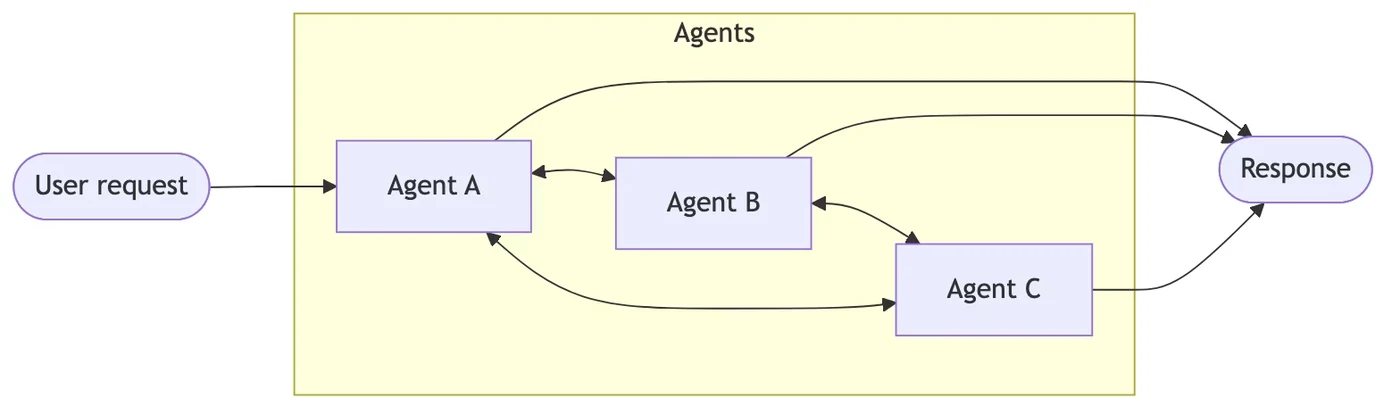 Agents
User request
Agent A
Agent B
Agent C
Response